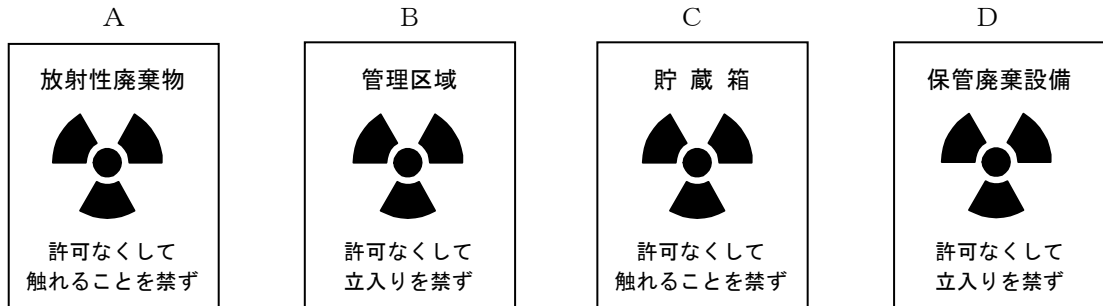 A
放射性廃棄物
許可なくして
触れることを禁ず
B
管理区域
許可なくして
立入りを禁ず
C
貯蔵箱
許可なくして
触れることを禁ず
D
保管廃棄設備
許可なくして
立入りを禁ず